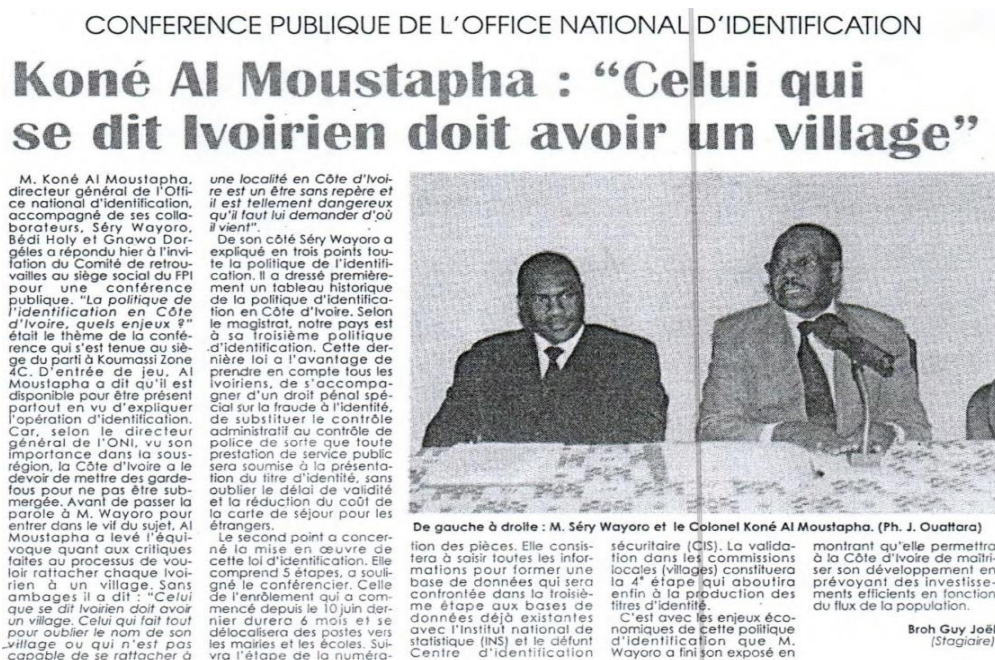 CONFERENCE PUBLIQUE DE L'OFFICE NATIONAL D'IDENTIFICATION
Koné Al Moustapha : "Celui qui
se dit Ivoirien doit avoir un village"
M. Koné Al Moustapha,
directeur général de l'Offi-
ce national d'identification,
accompagné de ses colla-
borateurs, Séry Wayoro,
Bédi Holy et Gnawa Dor-
géles a répondu hier à l'invi-
tation du Comité de retrou-
vailles au siège social du FPI
pour une conférence
publique. "La politique de
l'identification en Côte
d'Ivoire, quels enjeux ?"
était le thème de la confé-
rence qui s'est tenue au siè-
ge du parti à Koumassi Zone
4C. D'entrée de jeu, Al
Moustapha a dit qu'il est
disponible pour être présent
partout en vu d'expliquer
l'opération d'identification.
Car, selon le directeur
général de l'ONI, vu son
importance dans la sous-
région, la Côte d'Ivoire a le
devoir de mettre des garde-
fous pour ne pas être sub-
mergée. Avant de passer la
parole à M. Wayoro pour
entrer dans le vif du sujet, Al
Moustapha a levé l'équi-
voque quant aux critiques
faites au processus de vou-
loir rattacher chaque Ivoi-
rien à un village. Sans
ambages il a dit : "Celui
que se dit Ivoirien doit avoir
un village. Celui qui fait tout
pour oublier le nom de son
village ou qui n'est pas
capable de se rattacher à
une localité en Côte d'Ivoi-
re est un être sans repère et
il est tellement dangereux
qu'il faut lui demander d'où
il vient".
De son côté Séry Wayoro a
expliqué en trois points tou-
te la politique de l'identifi-
cation. Il a dressé première-
ment un tableau historique
de la politique d'identifica-
tion en Côte d'Ivoire. Selon
le magistrat, notre pays est
à sa troisième politique
d'identification. Cette der-
nière loi a l'avantage de
prendre en compte tous les
ivoiriens, de s'accompa-
gner d'un droit pénal spé-
cial sur la fraude à l'identité,
de substituer le contrôle
administratif au contrôle de
police de sorte que toute
prestation de service public
sera soumise à la présenta-
tion du titre d'identité, sans
oublier le délai de validité
et la réduction du coût de
la carte de séjour pour les
étrangers.
Le second point a concer-
né la mise en œuvre de
cette loi d'identification. Elle
comprend 5 étapes, a souli-
gné le conférencier. Celle
de l'enrôlement qui a com-
mencé depuis le 10 juin der-
nier durera 6 mois et se
délocalisera des postes vers
les mairies et les écoles. Sui-
vra l'étape de la numéra-
De gauche à droite : M. Séry Wayoro et le Colonel Koné Al Moustapha. (Ph. J. Ouattara)
tion des pièces. Elle consis-
tera à saisir toutes les infor-
mations pour former une
base de données qui sera
confrontée dans la troisiè-
me étape aux bases de
données déjà existantes
avec l'Institut national de
statistique (INS) et le défunt
Centre d'identification
sécuritaire (CIS). La valida-
tion dans les commissions
locales (villages) constituera
la 4° étape qui aboutira
enfin à la production des
titres d'identité.
C'est avec les enjeux éco-
nomiques de cette politique
d'identification que M.
Wayoro a fini son exposé en
montrant qu'elle permettra
à la Côte d'Ivoire de maîtri-
ser son développement en
prévoyant des investisse-
ments efficients en fonction
du flux de la population.
Broh Guy Joël
(Stagiaire)